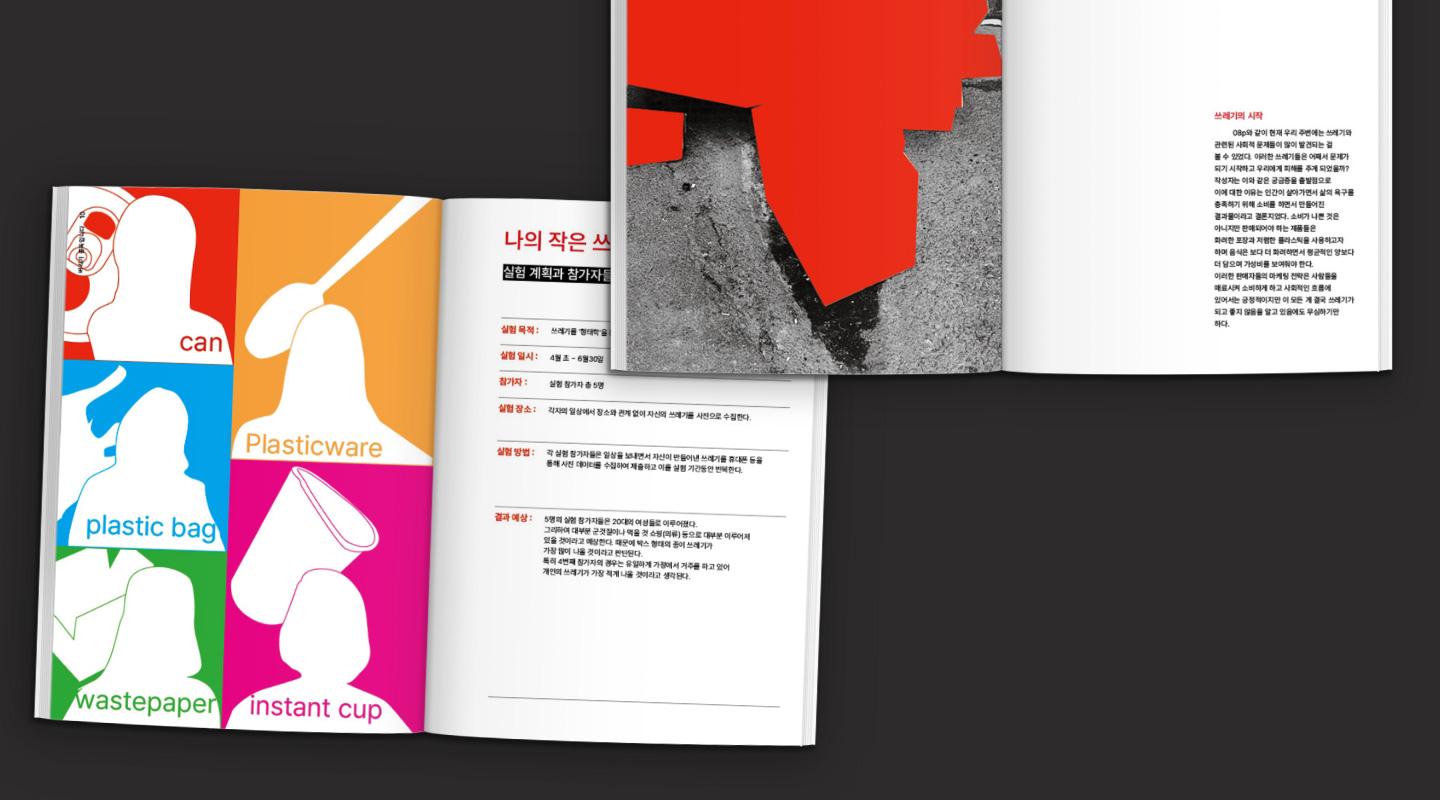 can
plastic bag
wastepaper
Plasticware
instant cup
나의 작은 쓰
실험 계획과 참가자들
실험 목적 : 쓰레기를 '형태학'을
실험 일시 : 4월 초 - 6월30일
참가자 : 실험 참가자 총 5명
실험 장소 : 각자의 일상에서 장소와 관계 없이 자신의 쓰레기를 사진으로 수집한다.
실험 방법 : 각 실험 참가자들은 일상을 보내면서 자신이 만들어낸 쓰레기를 휴대폰 등을
통해 사진 데이터를 수집하여 제출하고 이를 실험 기간동안 반복한다.
결과 예상 : 5명의 실험 참가자들은 20대의 여성들로 이루어졌다.
그리하여 대부분 군것질이나 먹을 것 쇼핑(의류) 등으로 대부분 이루어져
있을 것이라고 예상한다. 때문에 박스 형태의 종이 쓰레기가
가장 많이 나올 것이라고 판단된다.
특히 4번째 참가자의 경우는 유일하게 가정에서 거주를 하고 있어
개인의 쓰레기가 가장 적게 나올 것이라고 생각된다.
쓰레기의 시작
08p와 같이 현재 우리 주변에는 쓰레기와
관련된 사회적 문제들이 많이 발견되는 걸
볼 수 있었다. 이러한 쓰레기들은 어째서 문제가
되기 시작하고 우리에게 피해를 주게 되었을까?
작성자는 이와 같은 궁금증을 출발점으로
이에 대한 이유는 인간이 살아가면서 삶의 욕구를
충족하기 위해 소비를 하면서 만들어진
결과물이라고 결론지었다. 소비가 나쁜 것은
아니지만 판매되어야 하는 제품들은
화려한 포장과 저렴한 플라스틱을 사용하고자
하며 음식은 보다 더 화려하면서 평균적인 양보다
더 담으며 가성비를 보여줘야 한다.
이러한 판매자들의 마케팅 전략은 사람들을
매료시켜 소비하게 하고 사회적인 흐름에
있어서는 긍정적이지만 이 모든 게 결국 쓰레기가
되고 좋지 않음을 알고 있음에도 무심하기만
하다.